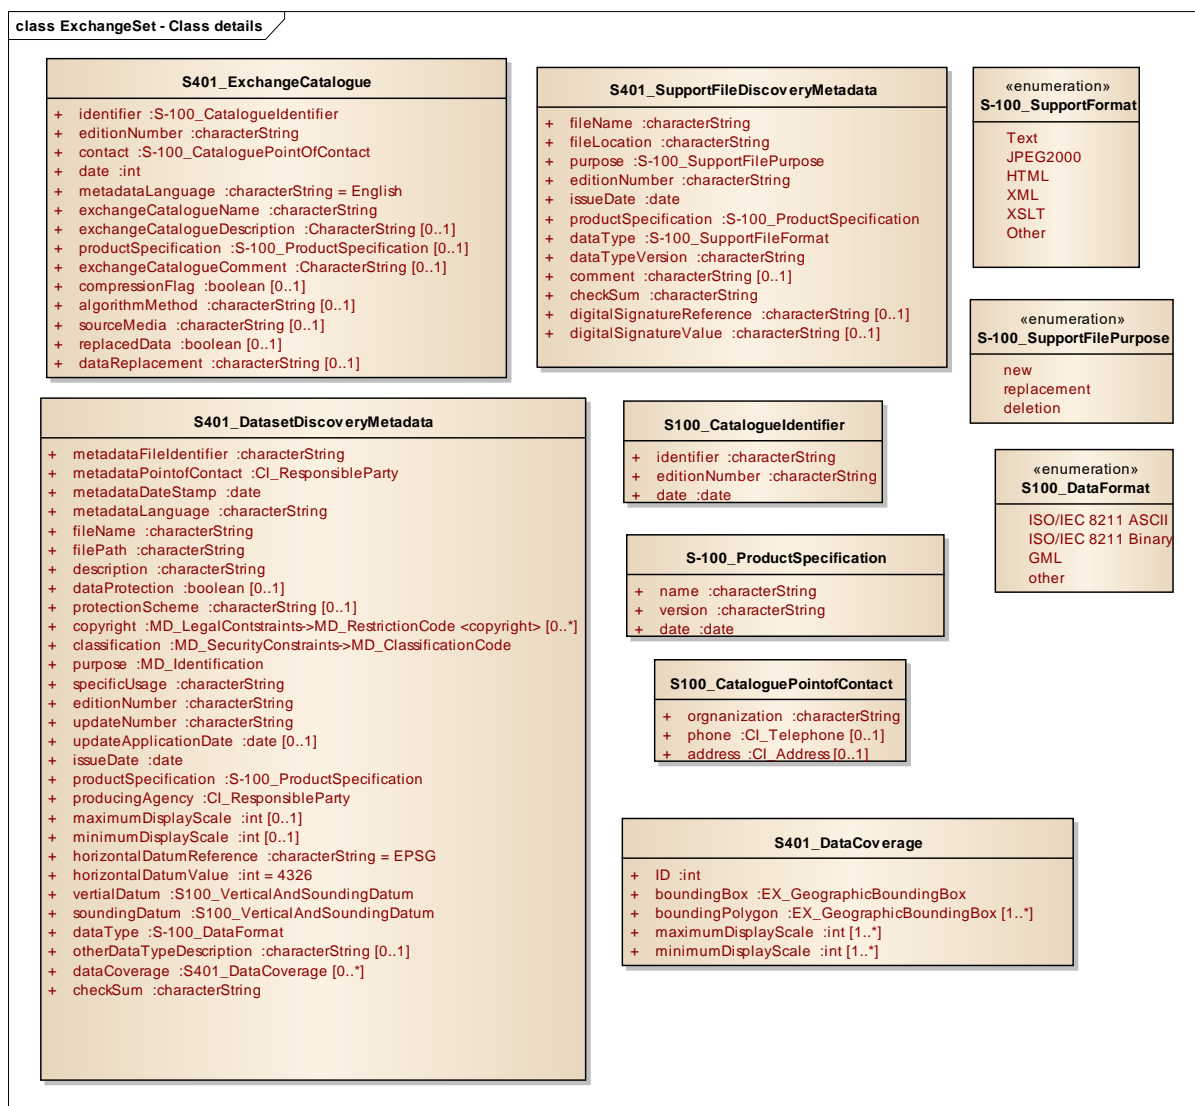 class ExchangeSet - Class details
S401_ExchangeCatalogue
+ identifier :S-100_CatalogueIdentifier
+ editionNumber :characterString
+ contact :S-100_CataloguePointOfContact
+ date :int
+ metadataLanguage :characterString = English
+ exchangeCatalogueName :characterString
+ exchangeCatalogueDescription :CharacterString [0..1]
+ productSpecification :S-100_ProductSpecification [0..1]
+ exchangeCatalogueComment :CharacterString [0..1]
+ compressionFlag :boolean [0..1]
+ algorithmMethod :characterString [0..1]
+ sourceMedia :characterString [0..1]
+ replacedData :boolean [0..1]
+ dataReplacement :characterString [0..1]
S401_SupportFileDiscoveryMetadata
+ fileName :characterString
+ fileLocation :characterString
+ purpose :S-100_SupportFilePurpose
+ editionNumber :characterString
+ issueDate :date
+ productSpecification :S-100_ProductSpecification
+ dataType :S-100_SupportFileFormat
+ dataTypeVersion :characterString
+ comment :characterString [0..1]
+ checkSum :characterString
+ digitalSignatureReference :characterString [0..1]
+ digitalSignatureValue :characterString [0..1]
«enumeration»
S-100_SupportFormat
Text
JPEG2000
HTML
XML
XSLT
Other
«enumeration»
S-100_SupportFilePurpose
new
replacement
deletion
S401_DatasetDiscoveryMetadata
+ metadataFileIdentifier :characterString
+ metadataPointofContact :CI_ResponsibleParty
+ metadataDateStamp :date
+ metadataLanguage :characterString
+ fileName :characterString
+ filePath :characterString
+ description :characterString
+ dataProtection :boolean [0..1]
+ protectionScheme :characterString [0..1]
+ copyright :MD_LegalContstraints->MD_RestrictionCode <copyright> [0..*]
+ classification :MD_SecurityConstraints->MD_ClassificationCode
+ purpose :MD_Identification
+ specificUsage :characterString
+ editionNumber :characterString
+ updateNumber :characterString
+ updateApplicationDate :date [0..1]
+ issueDate :date
+ productSpecification :S-100_ProductSpecification
+ producingAgency :CI_ResponsibleParty
+ maximumDisplayScale :int [0..1]
+ minimumDisplayScale :int [0..1]
+ horizontalDatumReference :characterString = EPSG
+ horizontalDatumValue :int = 4326
+ vertialDatum :S100_VerticalAndSoundingDatum
+ soundingDatum :S100_VerticalAndSoundingDatum
+ dataType :S-100_DataFormat
+ otherDataTypeDescription :characterString [0..1]
+ dataCoverage :S401_DataCoverage [0..*]
+ checkSum :characterString
S100_CatalogueIdentifier
+ identifier :characterString
+ editionNumber :characterString
+ date :date
«enumeration»
S100_DataFormat
ISO/IEC 8211 ASCII
ISO/IEC 8211 Binary
GML
other
S-100_ProductSpecification
+ name :characterString
+ version :characterString
+ date :date
S100_CataloguePointofContact
+ orgnanization :characterString
+ phone :CI_Telephone [0..1]
+ address :CI_Address [0..1]
S401_DataCoverage
+ ID :int
+ boundingBox :EX_GeographicBoundingBox
+ boundingPolygon :EX_GeographicBoundingBox [1..*]
+ maximumDisplayScale :int [1..*]
+ minimumDisplayScale :int [1..*]